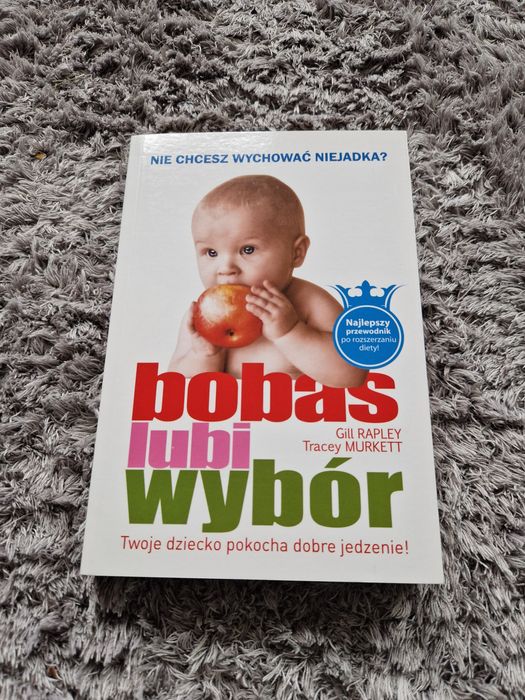 NIE CHCESZ WYCHOWAĆ NIEJADKA?
Najlepszy
przewodnik
po rozszerzaniu
diety!
bobas
Gill RAPLEY
Tracey MURKETT
lubi
wybór
Twoje dziecko pokocha dobre jedzenie!